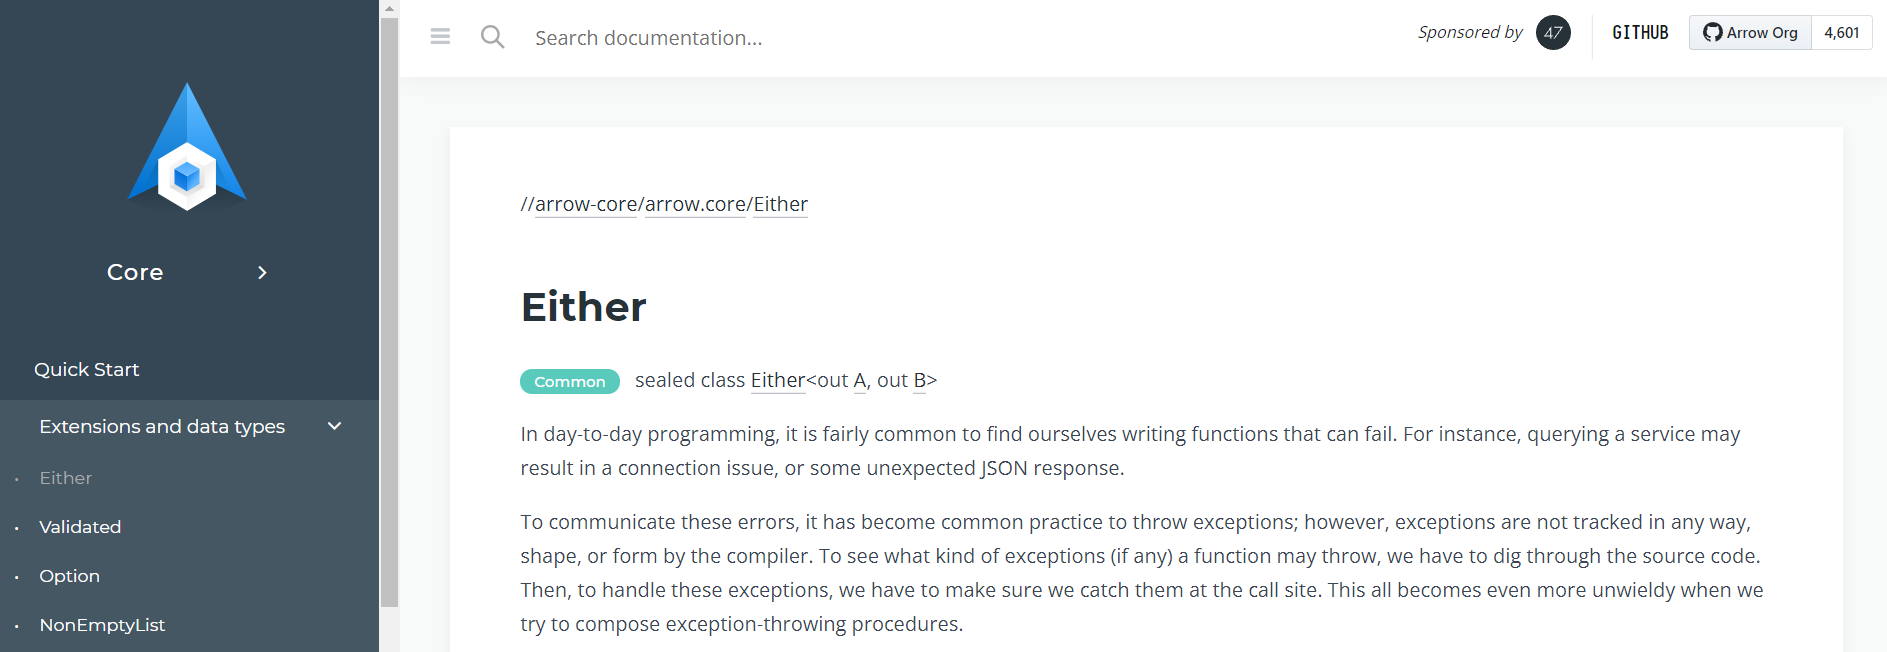 Search documentation...
Sponsored by 47
GITHUB
Arrow Org 4,601
Core
Quick Start
Extensions and data types
· Either
· Validated
· Option
· NonEmptyList
//arrow-core/arrow.core/Either
Either
Common sealed class Either<out A, out B>
In day-to-day programming, it is fairly common to find ourselves writing functions that can fail. For instance, querying a service may
result in a connection issue, or some unexpected JSON response.
To communicate these errors, it has become common practice to throw exceptions; however, exceptions are not tracked in any way,
shape, or form by the compiler. To see what kind of exceptions (if any) a function may throw, we have to dig through the source code.
Then, to handle these exceptions, we have to make sure we catch them at the call site. This all becomes even more unwieldy when we
try to compose exception-throwing procedures.